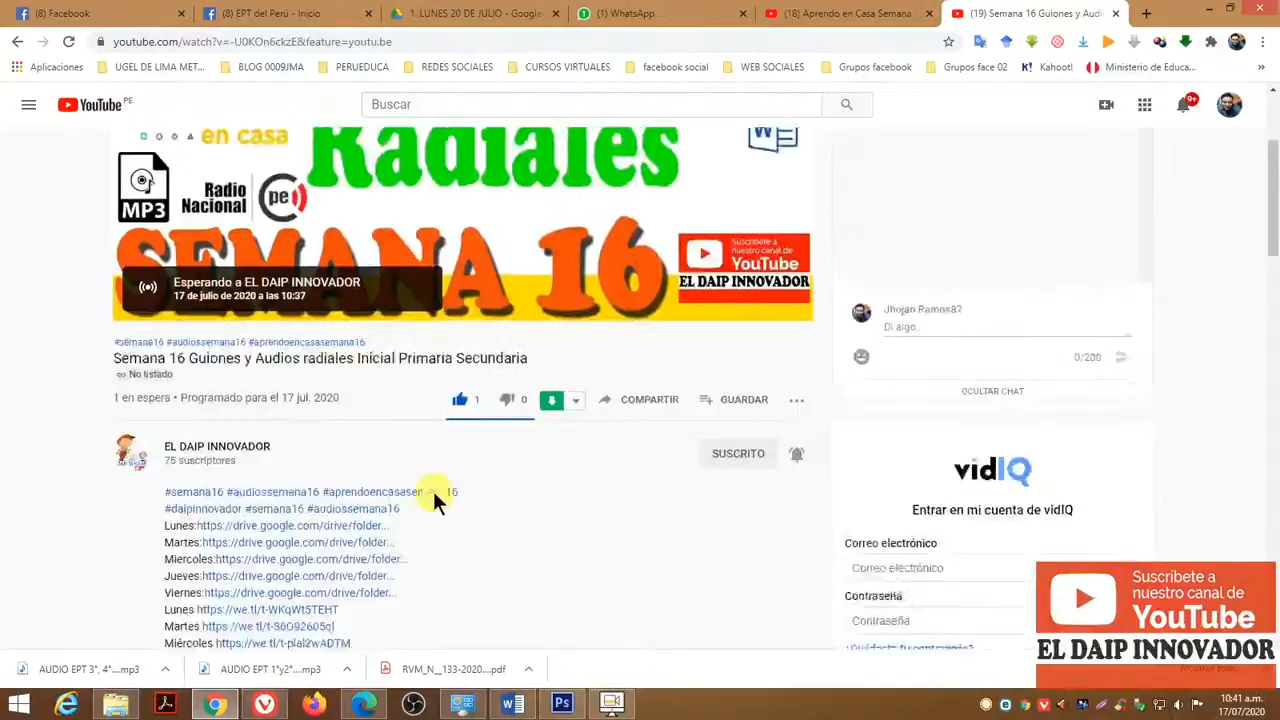 (1) Facebook
(8) EPT del Perú - Inicio
1. LUNES 20 DE JULIO - Google
(1) WhatsApp
(18) Aprendo en Casa Semana
(19) Semana 16 Guiones y Audi
youtube.com/watch?v=-U0KOn6ckzE&feature=youtu.be
Aplicaciones
UGEL DE LIMA MET...
BLOG 0009JMA
PERUEDUCA
REDES SOCIALES
CURSOS VIRTUALES
facebook social
WEB SOCIALES
Grupos facebook
Grupos face 02
Kahoot!
Ministerio de Educa...
YouTube PE
Buscar
9+
en casa
Radiales
MP3
Radio
Nacional
pe
SEMANA 16
Suscribete a
nuestro canal de
YouTube
EL DAIP INNOVADOR
Esperando a EL DAIP INNOVADOR
17 de julio de 2020 a las 10:37
#semana16 #audiossemana16 #aprendoencasasemana16
Semana 16 Guiones y Audios radiales Inicial Primaria Secundaria
No listado
1 en espera • Programado para el 17 jul. 2020
1
0
COMPARTIR
GUARDAR
EL DAIP INNOVADOR
75 suscriptores
SUSCRITO
#semana16 #audiossemana16 #aprendoencasasem
16
#daipinnovador #semana16 #audiossemana16
Lunes:https://drive.google.com/drive/folder...
Martes:https://drive.google.com/drive/folder...
Miercoles:https://drive.google.com/drive/folder...
Jueves:https://drive.google.com/drive/folder...
Viernes:https://drive.google.com/drive/folder...
Lunes https://we.tl/t-WKqWt5TEHT
Martes https://we.tl/t-S6O92605ql
Miércoles https://we.tl/t-plal2wADTM
Jhojan Ramos87
Di algo...
0/200
OCULTAR CHAT
vidIQ
Entrar en mi cuenta de vidIQ
Correo electrónico
Correo electrónico
Contraseña
Contraseña
Suscribete a
nuestro canal de
YouTube
EL DAIP INNOVADOR
AUDIO EPT 3°, 4°....mp3
AUDIO EPT 1°y2°....mp3
RVM_N__133-2020....pdf
10:41 a.m.
17/07/2020